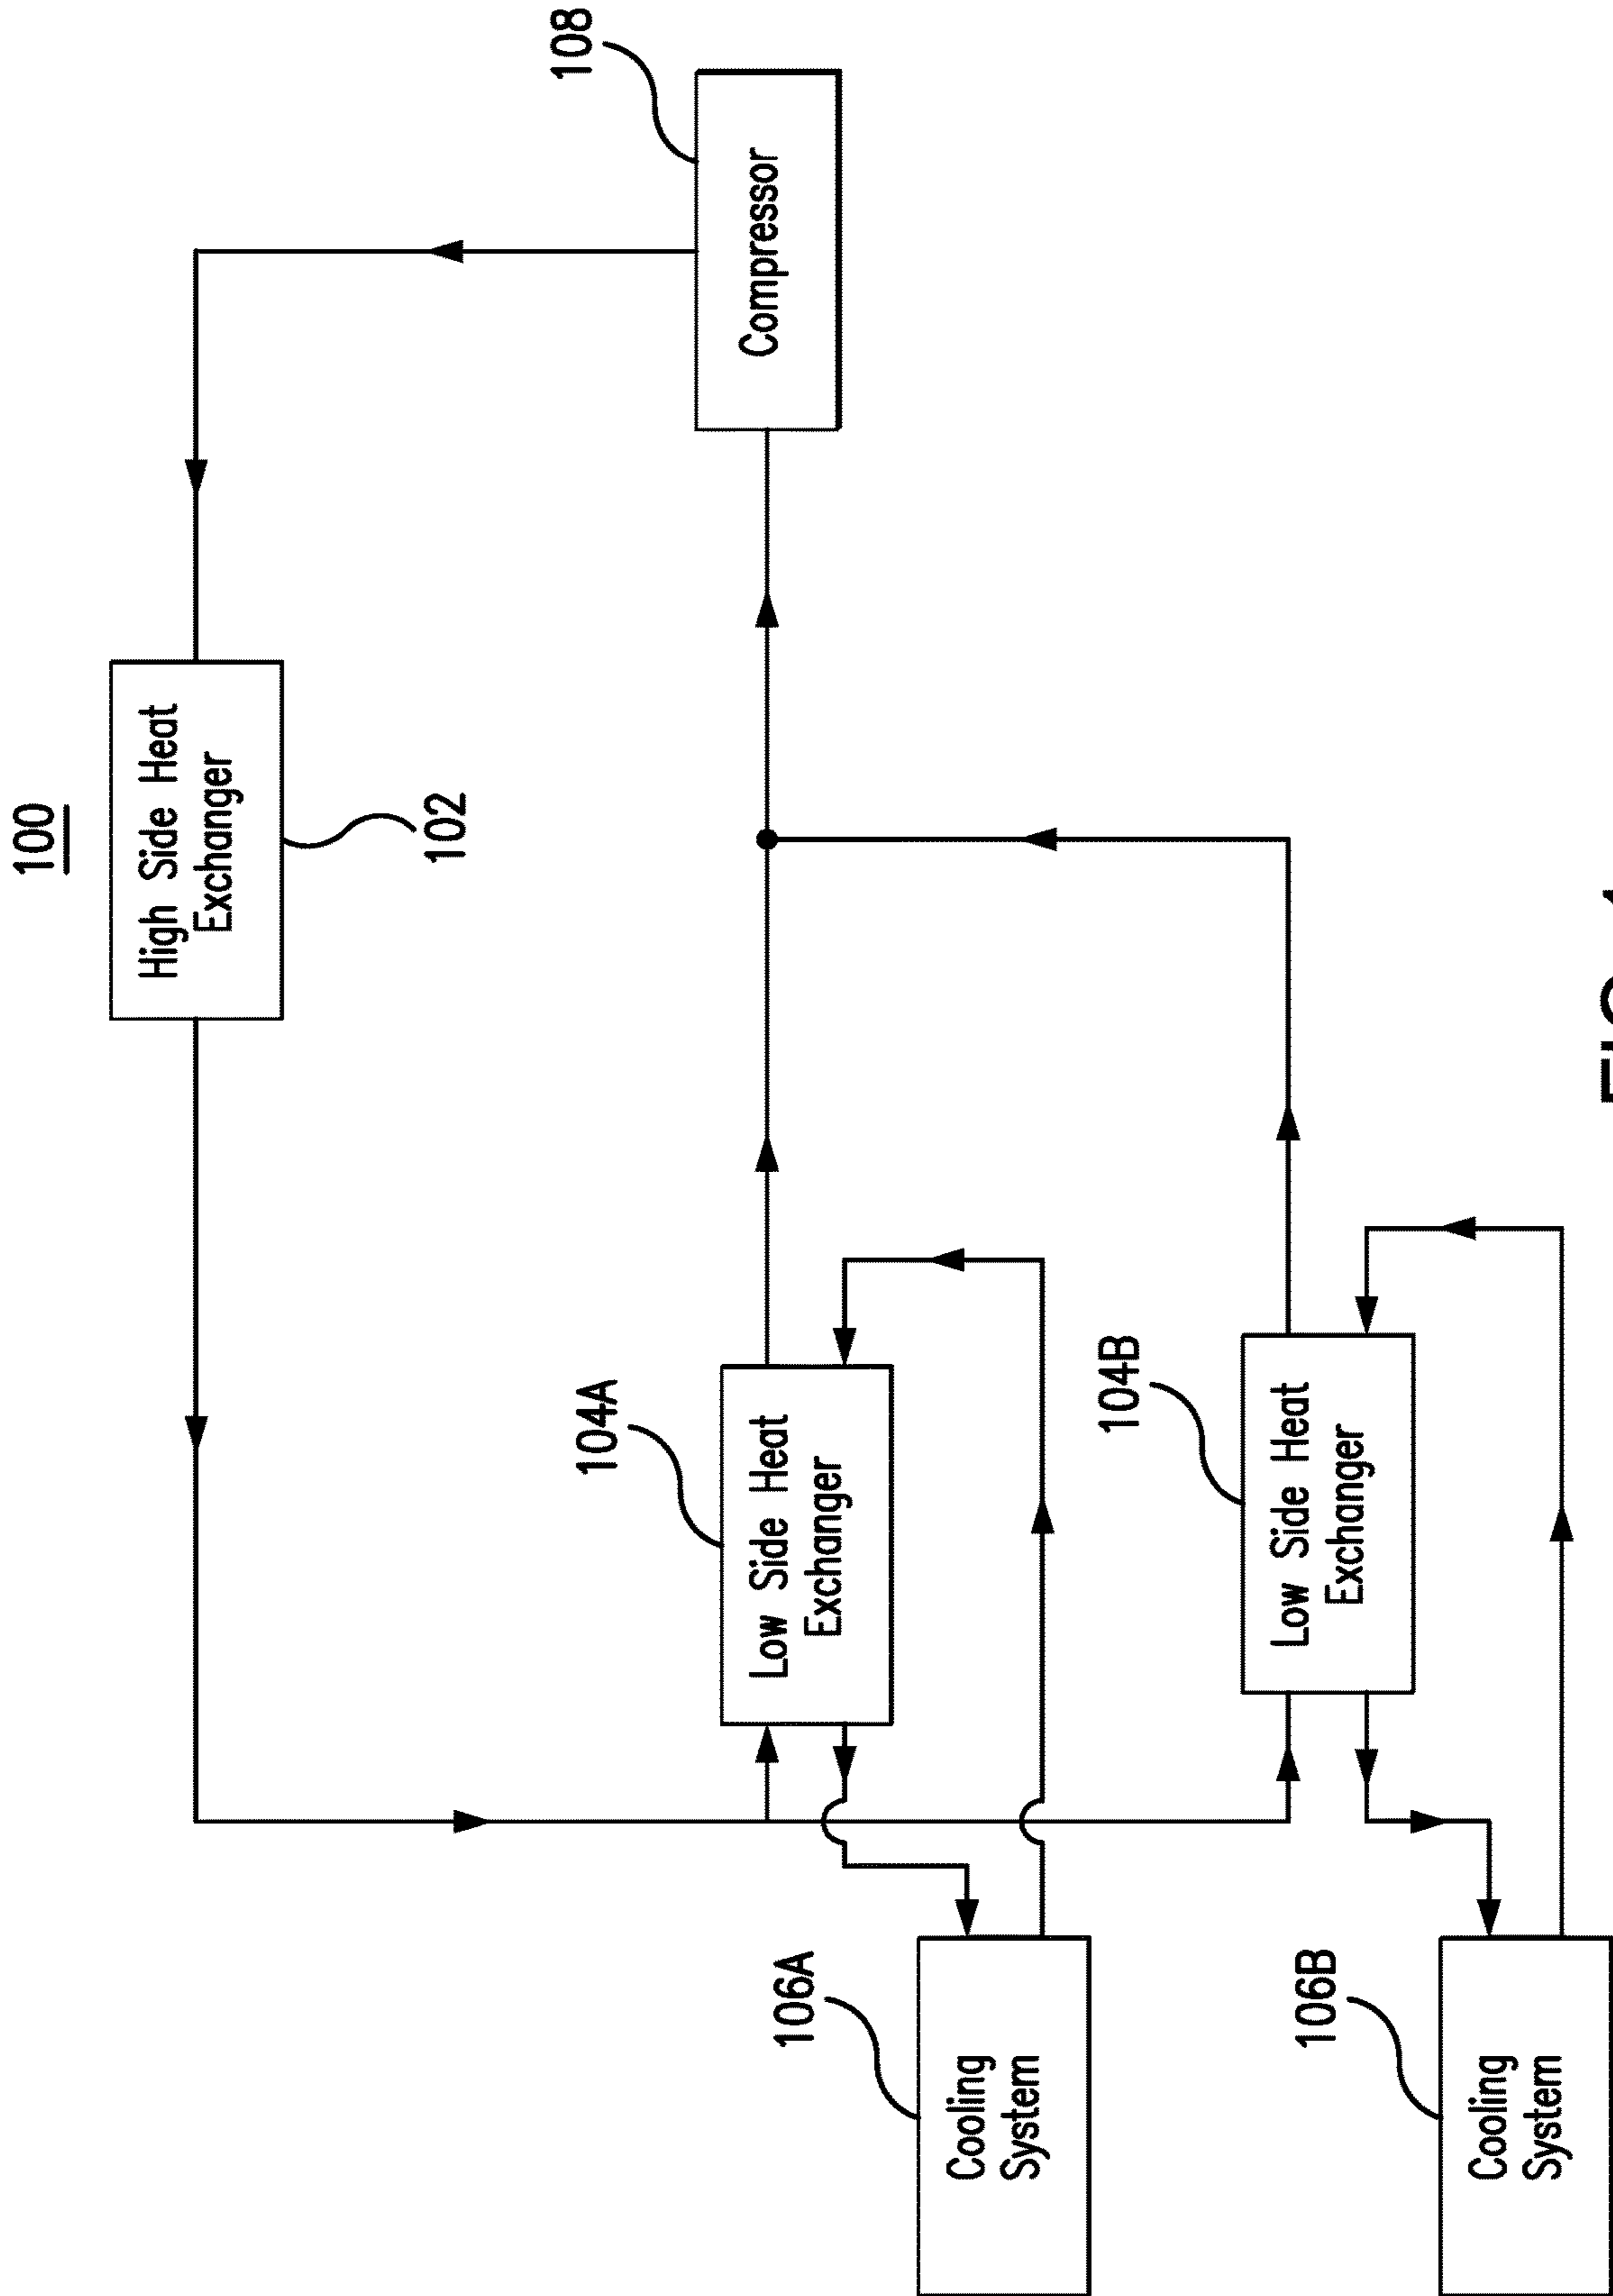 100
High Side Heat
Exchanger
102
108
104A
Low Side Heat
Exchanger
Compressor
106A
Cooling
System
104B
Low Side Heat
Exchanger
106B
Cooling
System
FIG.